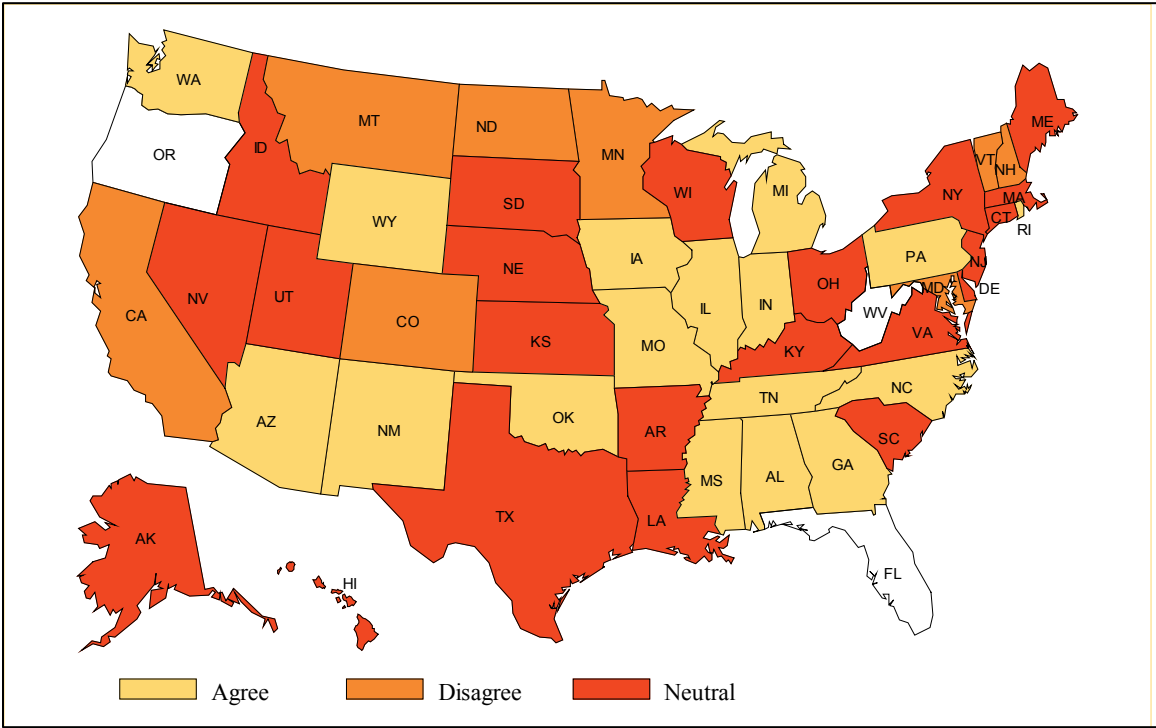 WA
MT
ND
MN
ME
OR
ID
VT
NH
WI
MI
NY
MA
SD
CT
RI
WY
IA
PA
NE
NJ
OH
MD
DE
NV
UT
IL
IN
WV
CA
CO
VA
KS
MO
KY
NC
TN
OK
AZ
NM
AR
SC
GA
MS
AL
TX
LA
AK
FL
HI
Agree Disagree Neutral